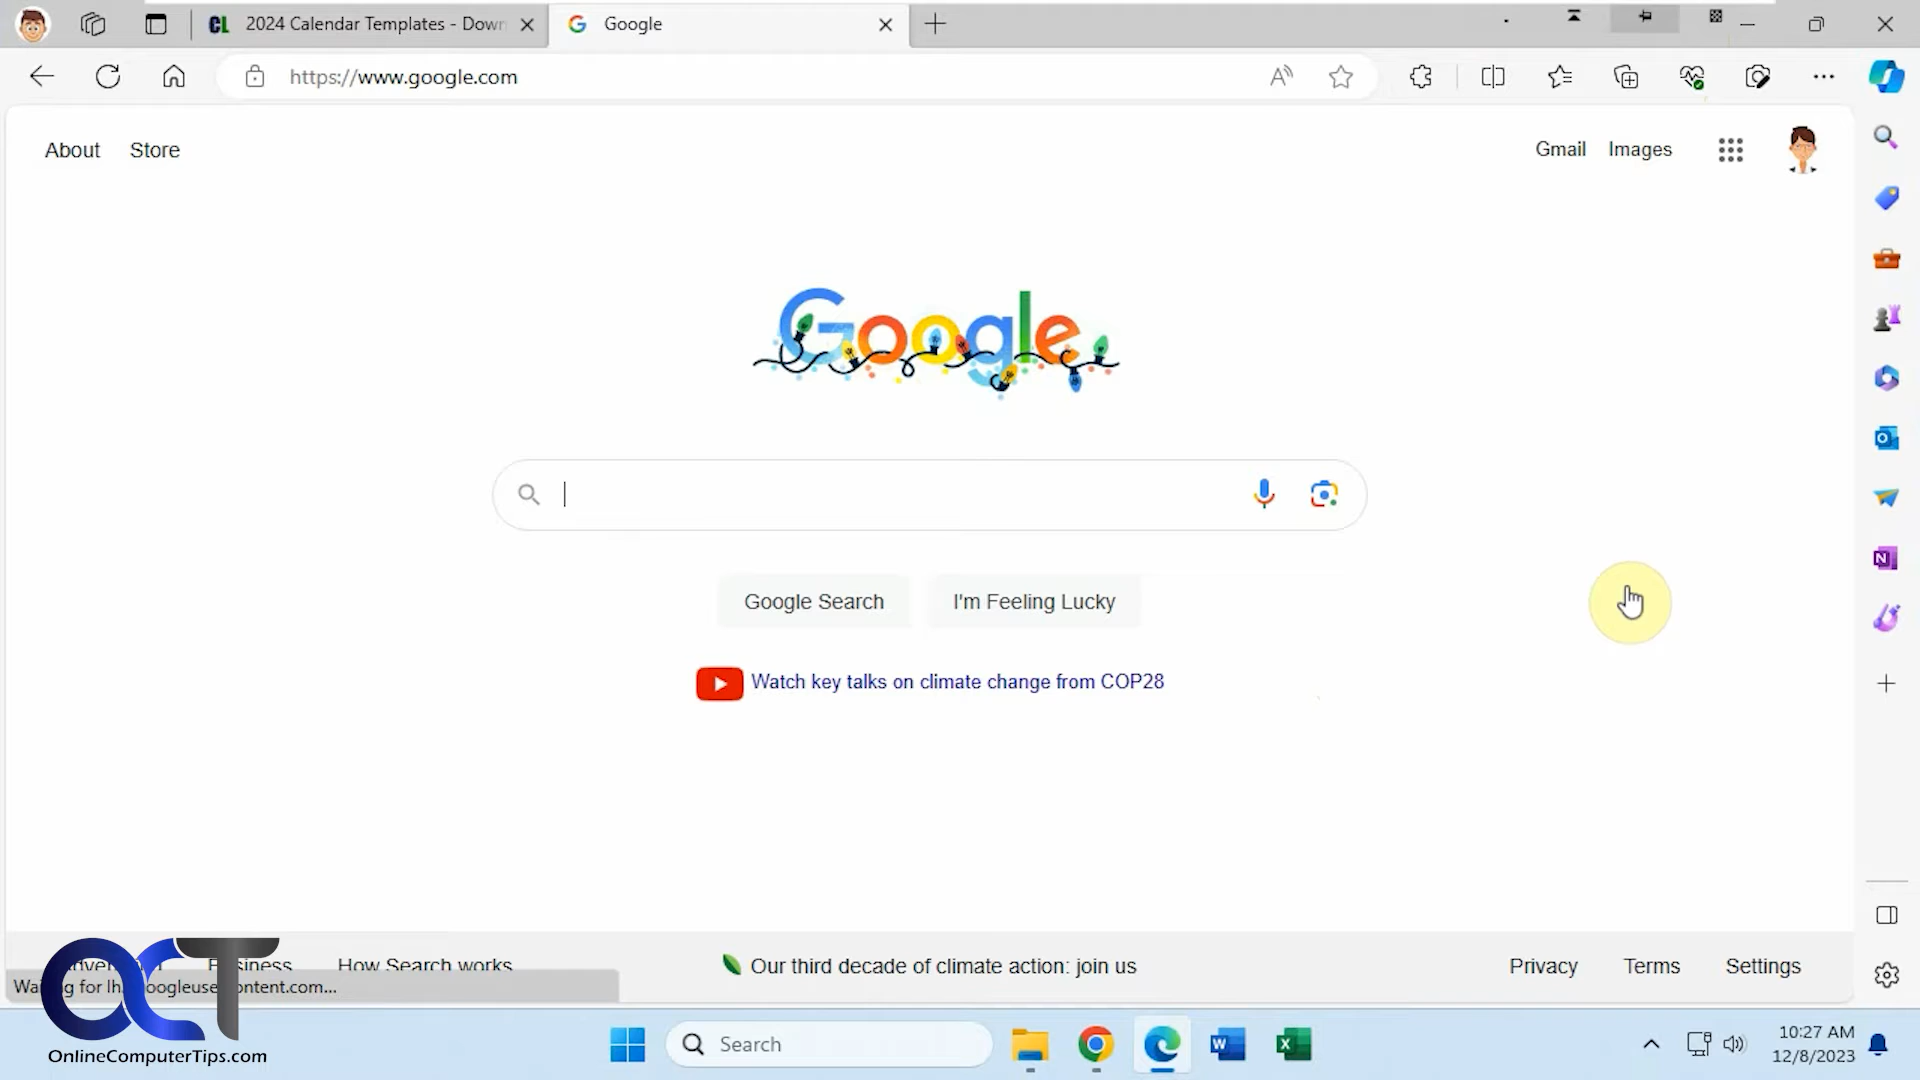 CL 2024 Calendar Templates - Down
Google
https://www.google.com
About Store
Gmail Images
Google
Google Search
I'm Feeling Lucky
Watch key talks on climate change from COP28
How Search works
Our third decade of climate action: join us
Privacy Terms Settings
OCT
OnlineComputerTips.com
Search
10:27 AM
12/8/2023